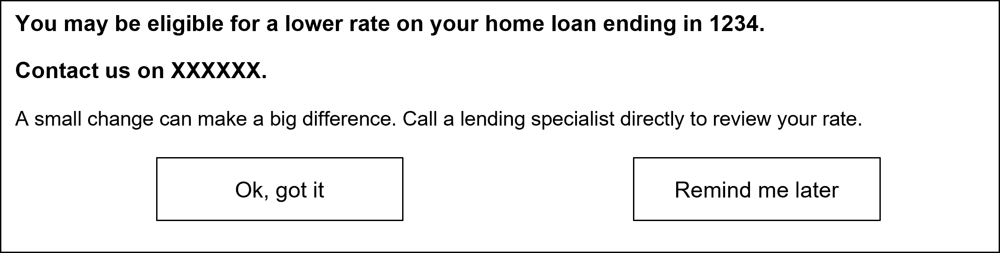 You may be eligible for a lower rate on your home loan ending in 1234.
Contact us on XXXXXX.
A small change can make a big difference. Call a lending specialist directly to review your rate.
Ok, got it
Remind me later